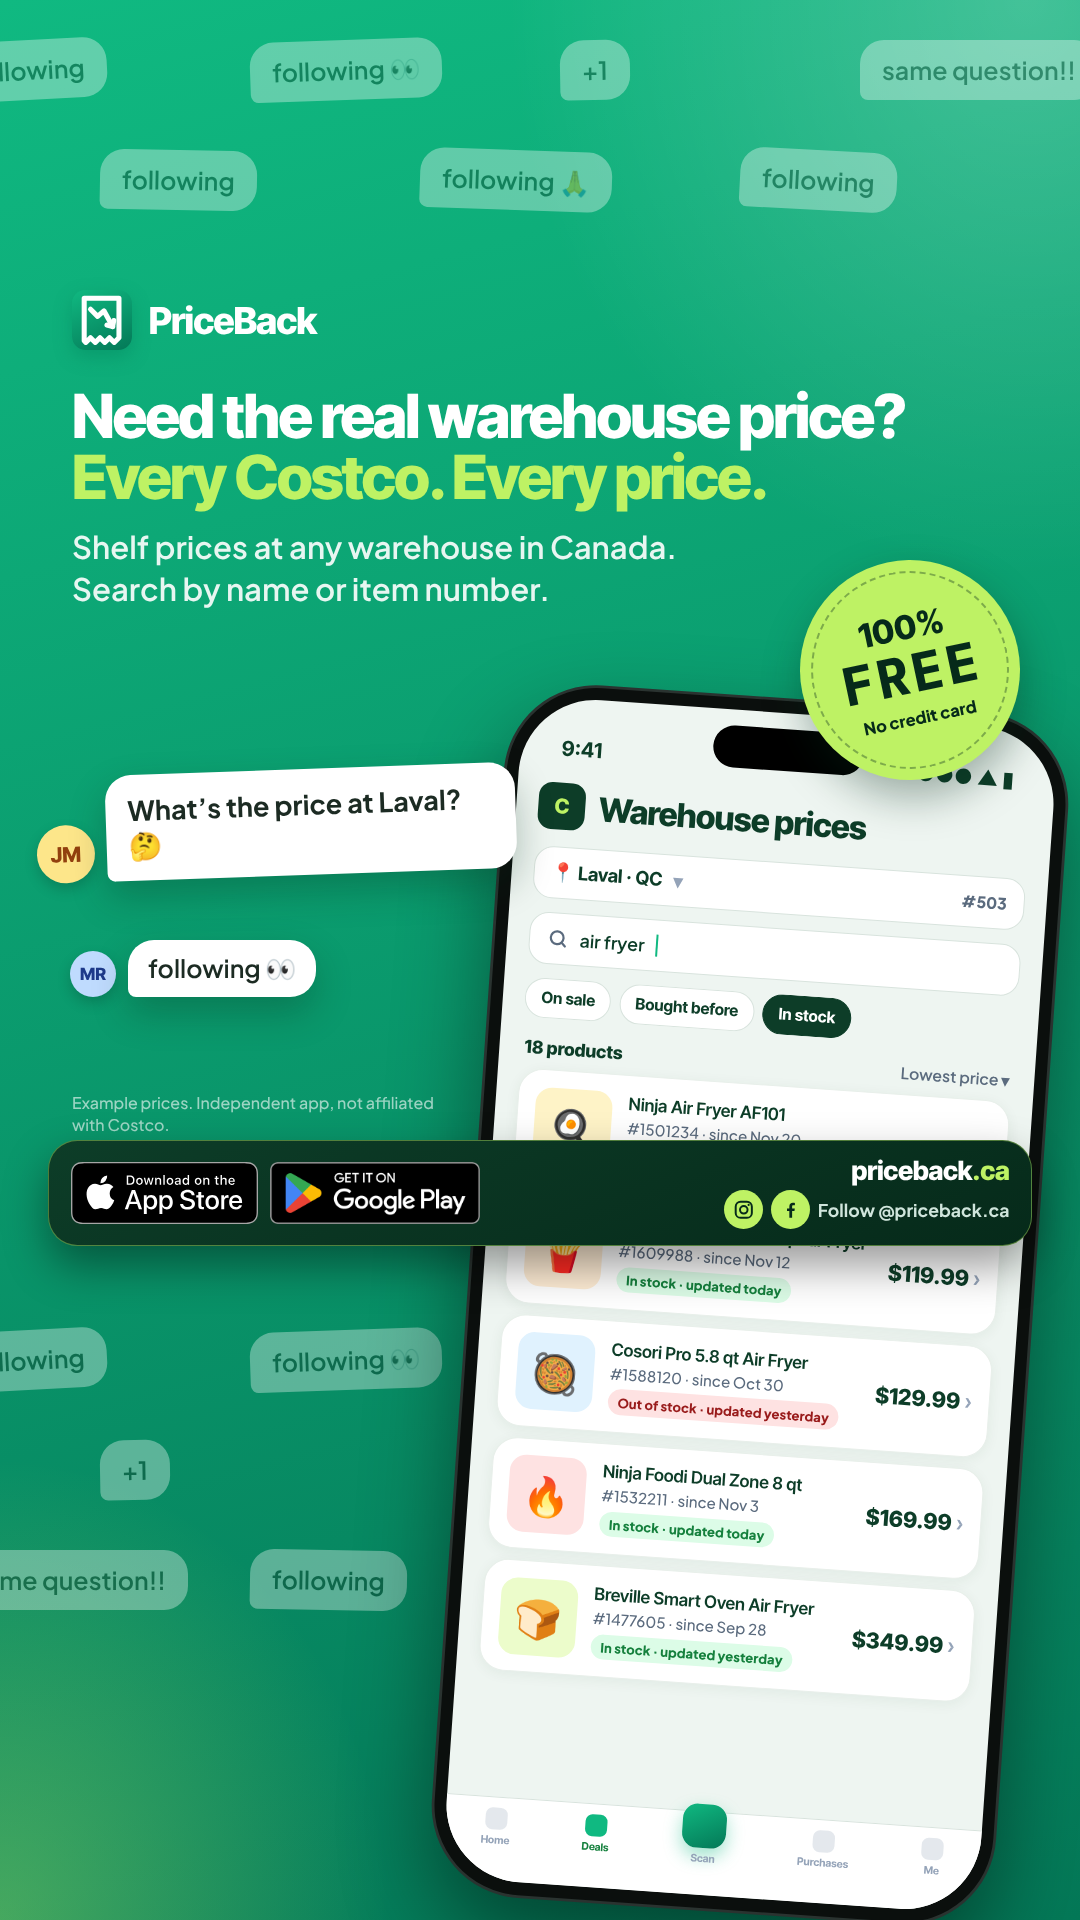 llowing
following 👀
+1
same question!!
following
following 🙏
following
PriceBack
Need the real warehouse price?
Every Costco. Every price.
Shelf prices at any warehouse in Canada.
Search by name or item number.
100%
FREE
No credit card
9:41
C
Warehouse prices
What's the price at Laval?
🤔
JM
📍 Laval · QC ▼
#503
air fryer
MR
following 👀
On sale
Bought before
In stock
18 products
Lowest price ▾
Example prices. Independent app, not affiliated
with Costco.
Ninja Air Fryer AF101
#1501234 · since Nov 20
Download on the
App Store
GET IT ON
Google Play
priceback.ca
Follow @priceback.ca
#1609988 · since Nov 12
In stock · updated today
$119.99 ›
llowing
following 👀
Cosori Pro 5.8 qt Air Fryer
#1588120 · since Oct 30
Out of stock · updated yesterday
$129.99 ›
+1
Ninja Foodi Dual Zone 8 qt
#1532211 · since Nov 3
In stock · updated today
$169.99 ›
me question!!
following
Breville Smart Oven Air Fryer
#1477605 · since Sep 28
In stock · updated yesterday
$349.99 ›
Home
Deals
Scan
Purchases
Me